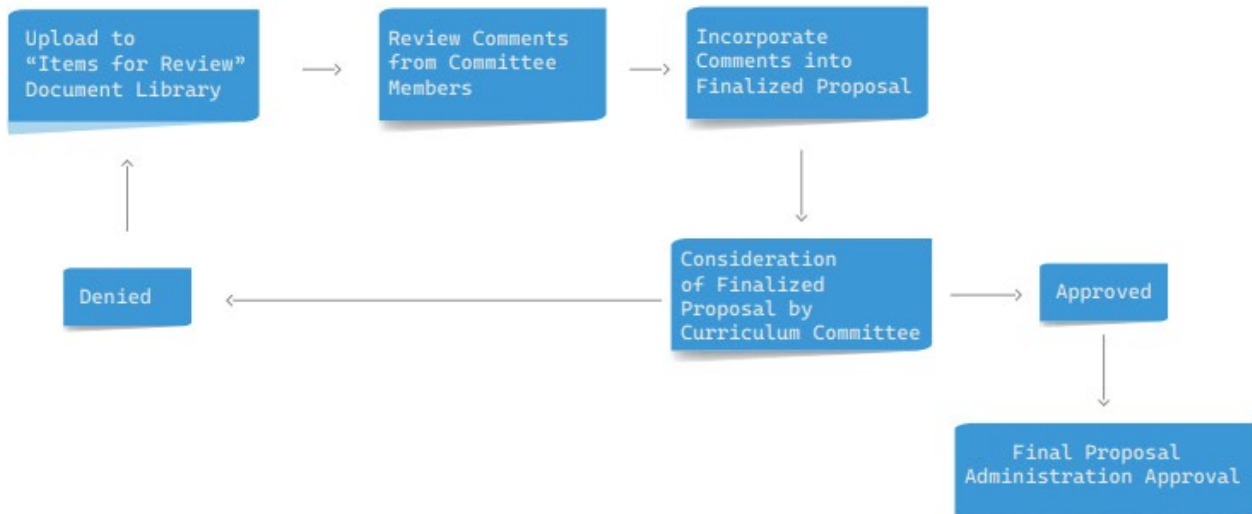 Upload to
“Items for Review”
Document Library
Review Comments
from Committee
Members
Incorporate
Comments into
Finalized Proposal
Consideration
of Finalized
Proposal by
Curriculum Committee
Denied
Approved
Final Proposal
Administration Approval